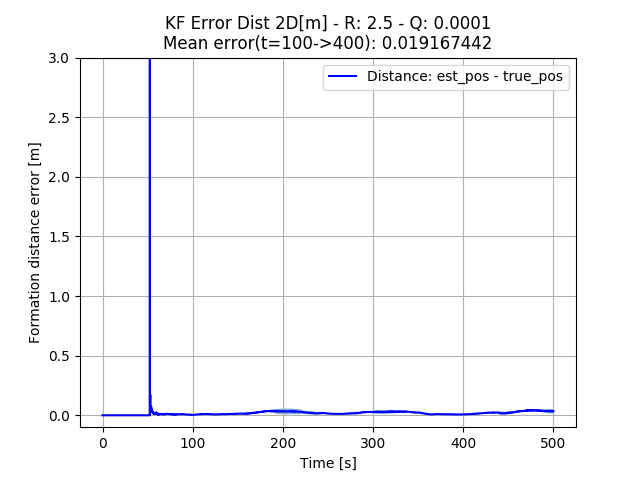 KF Error Dist 2D[m] - R: 2.5 - Q: 0.0001
Mean error(t=100->400): 0.019167442
Distance: est_pos - true_pos
Formation distance error [m]
3.0
2.5
2.0
1.5
1.0
0.5
0.0
0 100 200 300 400 500
Time [s]